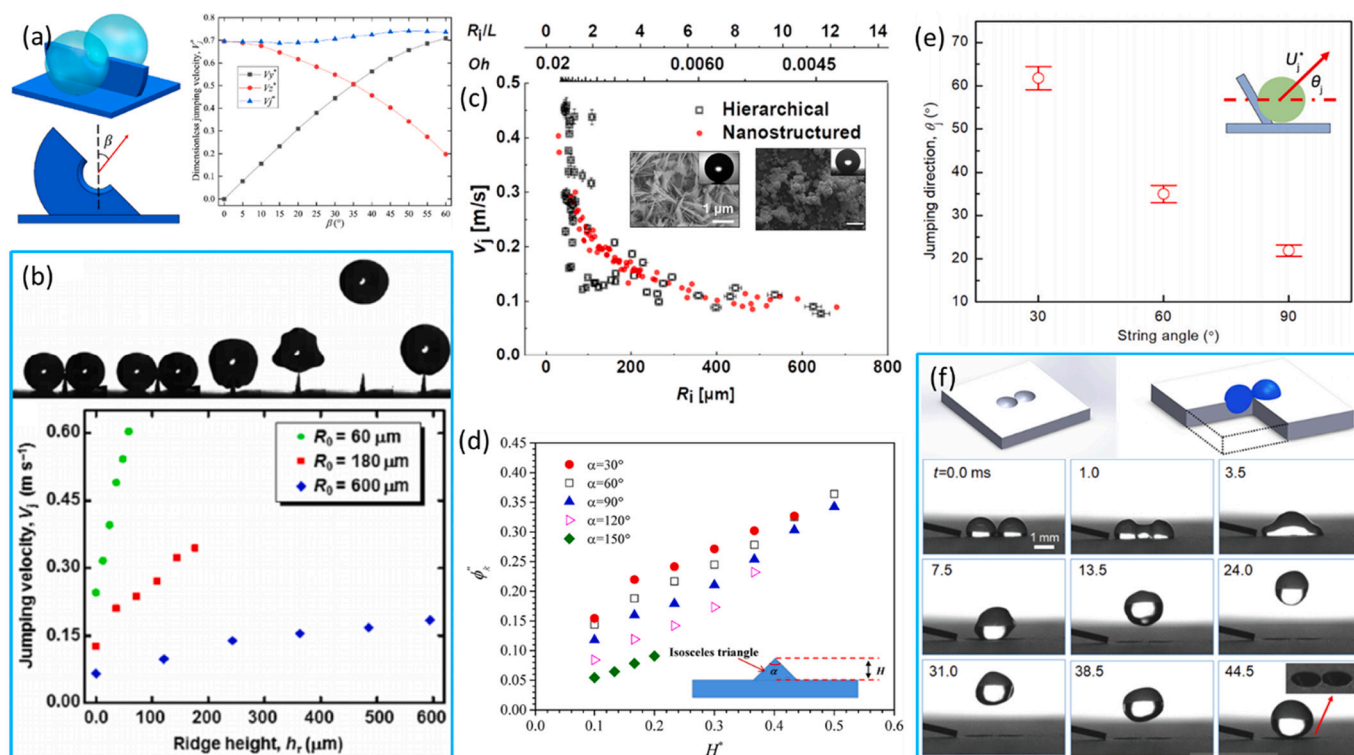 (a)
β
Dimensionless jumping velocity, Vj*
0.8
0.7
0.6
0.5
0.4
0.3
0.2
0.1
0.0
Vy*
Vz*
Vj*
0 5 10 15 20 25 30 35 40 45 50 55 60
β (°)
(b)
Jumping velocity, Vj (m s⁻¹)
0.60
0.45
0.30
0.15
0.00
R₀ = 60 μm
R₀ = 180 μm
R₀ = 600 μm
0.0 100 200 300 400 500 600
Ridge height, hr (μm)
(c)
Ri/L
0 2 4 6 8 10 12 14
Oh
0.02 0.0060 0.0045
Vj [m/s]
0.5
0.4
0.3
0.2
0.1
0.0
Hierarchical
Nanostructured
1 μm
0 200 400 600 800
Ri [μm]
(d)
0.45
0.40
0.35
0.30
0.25
0.20
0.15
0.10
0.05
0.00
α=30°
α=60°
α=90°
α=120°
α=150°
Isosceles triangle
α
H
0.0 0.1 0.2 0.3 0.4 0.5 0.6
H*
(e)
Jumping direction, θj (°)
70
60
50
40
30
20
10
Uj*
θj
30 60 90
String angle (°)
(f)
t=0.0 ms
1.0
3.5
1 mm
7.5
13.5
24.0
31.0
38.5
44.5